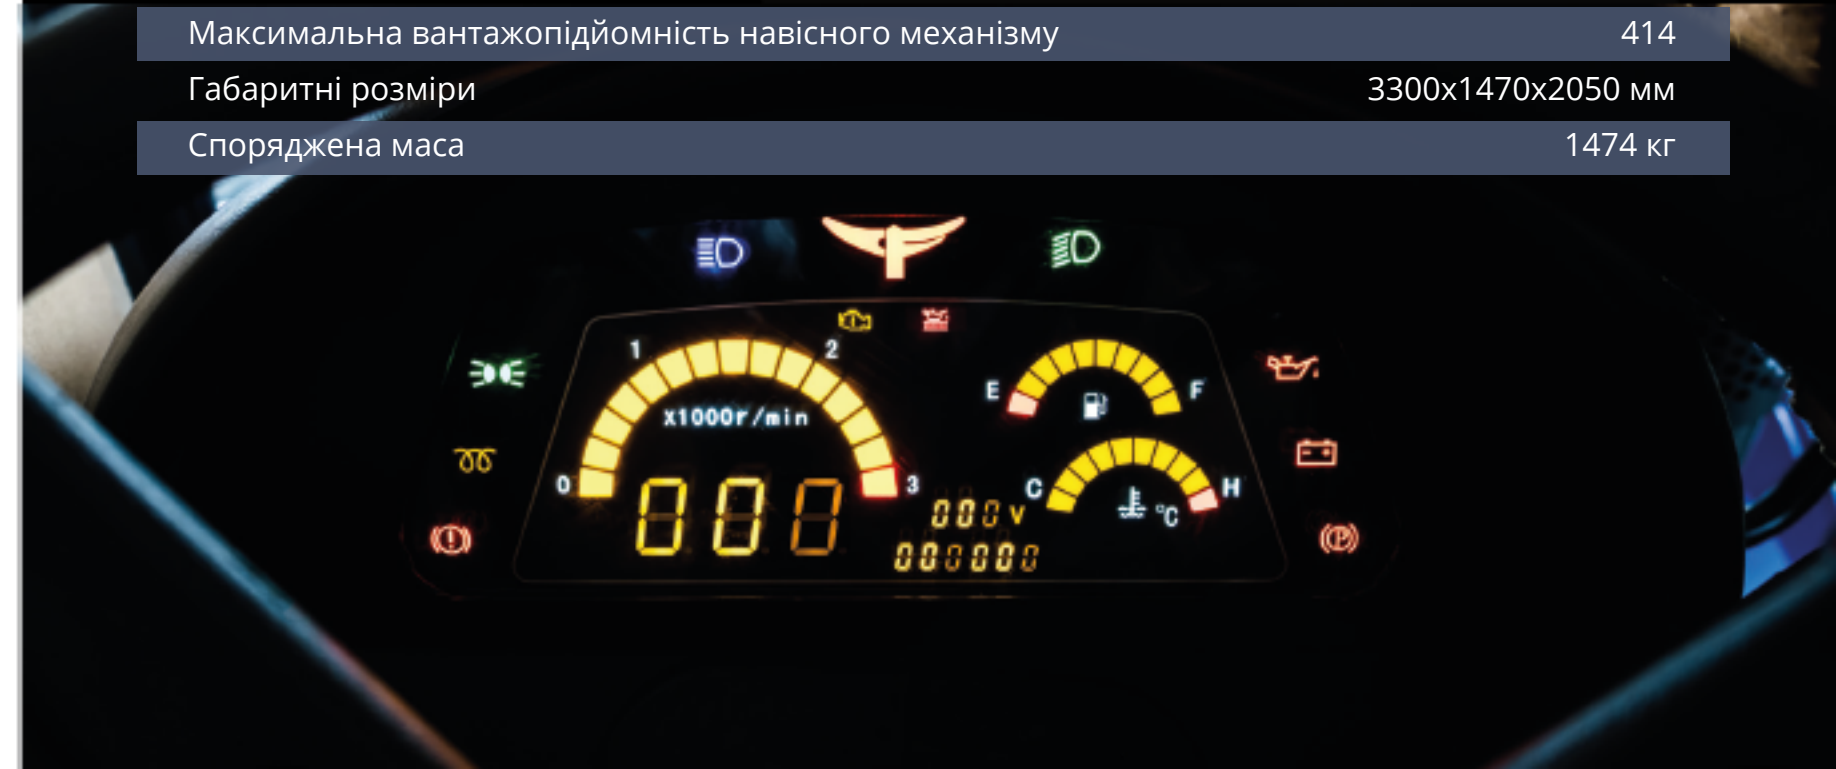 Максимальна вантажопідйомність навісного механізму 414
Габаритні розміри 3300х1470х2050 мм
Споряджена маса 1474 кг
1 2
E F
x1000r/min
0 3
C H
°C
000
000 V
000000